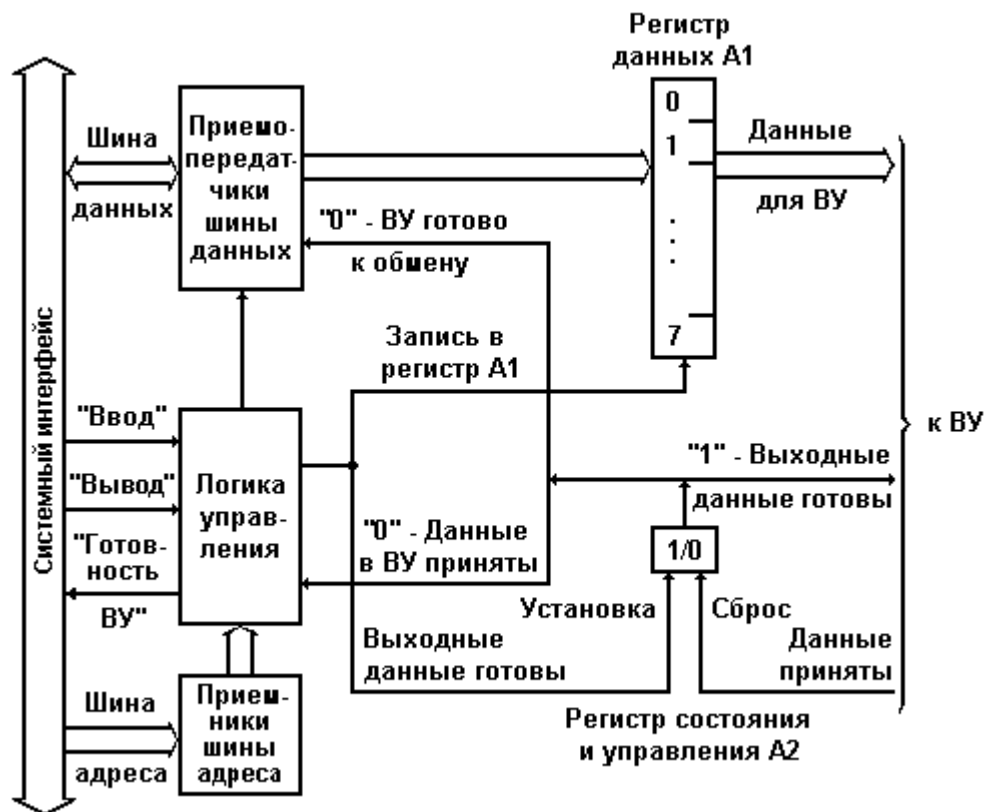 Регистр
данных А1
0
1
.
.
.
7
Шина
данных
Приемо-
передат-
чики
шины
данных
Данные
для ВУ
"0" - ВУ готово
к обмену
Запись в
регистр А1
Системный интерфейс
"Ввод"
"Вывод"
"Готов-
ность
ВУ"
Логика
управ-
ления
к ВУ
"1" - Выходные
данные готовы
"0" - Данные
в ВУ приняты
1/0
Установка
Сброс
Выходные
данные готовы
Данные
приняты
Шина
адреса
Прием-
ники
шины
адреса
Регистр состояния
и управления А2